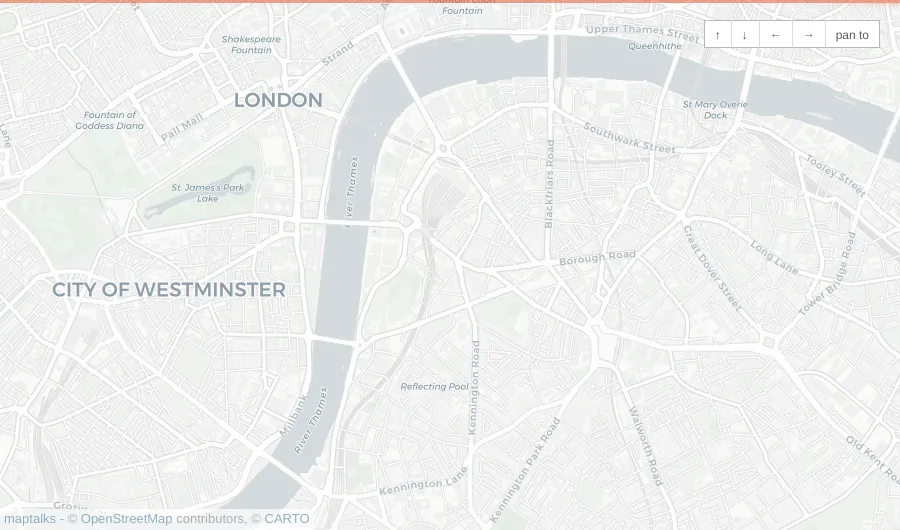 Fountain
Upper Thames Street
Queenhithe
↑ ↓ ← → pan to
Shakespeare
Fountain
Strand
LONDON
St Mary Overie
Dock
Fountain of
Goddess Diana
Pall Mall
Southwark Street
Tooley Street
St. James's Park
Lake
River Thames
Blackfriars Road
Great Dover Street
Long Lane
Borough Road
Tower Bridge Road
CITY OF WESTMINSTER
Kennington Road
Reflecting Pool
Millbank
River Thames
Walworth Road
Kennington Park Road
Kennington Lane
Old Kent
maptalks - © OpenStreetMap contributors, © CARTO